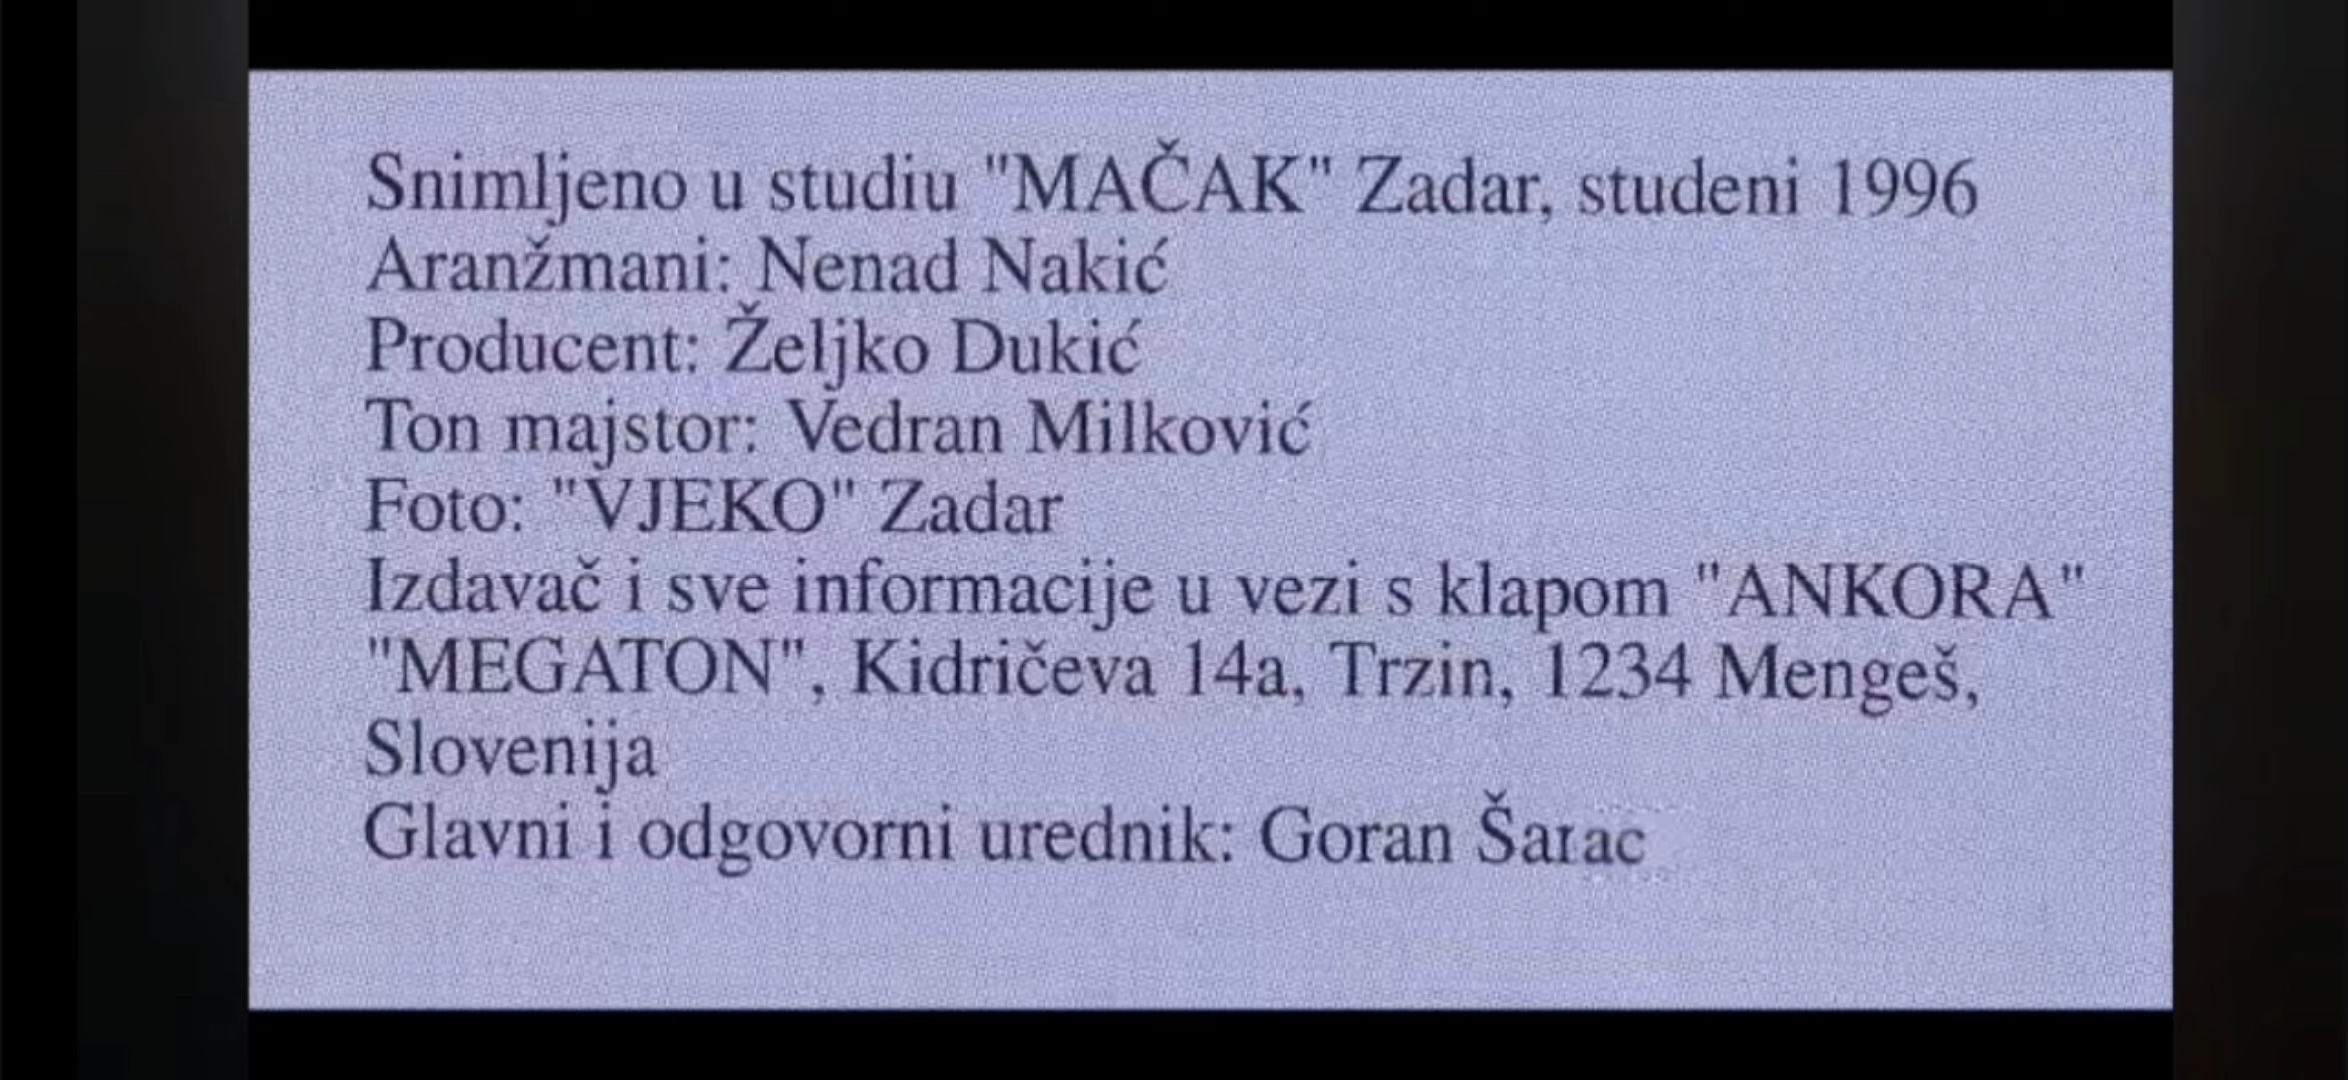 Snimljeno u studiu "MAČAK" Zadar, studeni 1996
Aranžmani: Nenad Nakić
Producent: Željko Dukić
Ton majstor: Vedran Milković
Foto: "VJEKO" Zadar
Izdavač i sve informacije u vezi s klapom "ANKORA"
"MEGATON", Kidričeva 14a, Trzin, 1234 Mengeš,
Slovenija
Glavni i odgovorni urednik: Goran Šarac